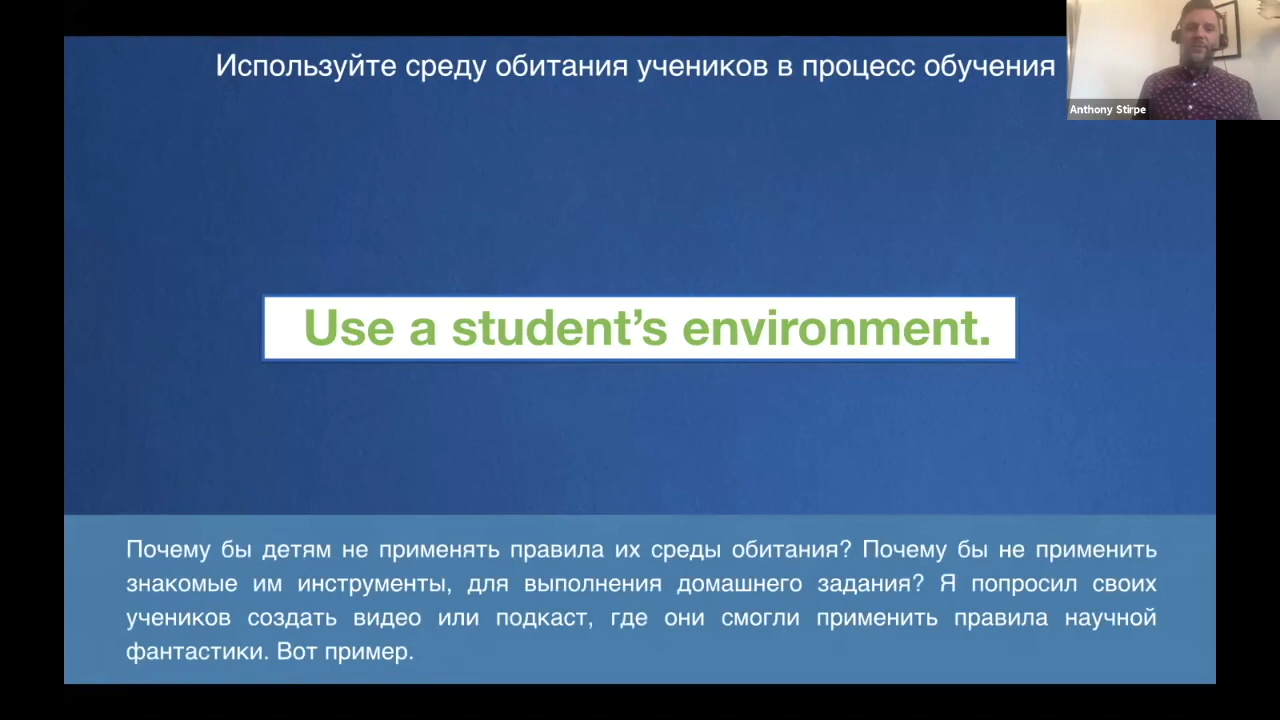 Используйте среду обитания учеников в процесс обучения
Anthony Stirpe
Use a student’s environment.
Почему бы детям не применять правила их среды обитания? Почему бы не применить
знакомые им инструменты, для выполнения домашнего задания? Я попросил своих
учеников создать видео или подкаст, где они смогли применить правила научной
фантастики. Вот пример.